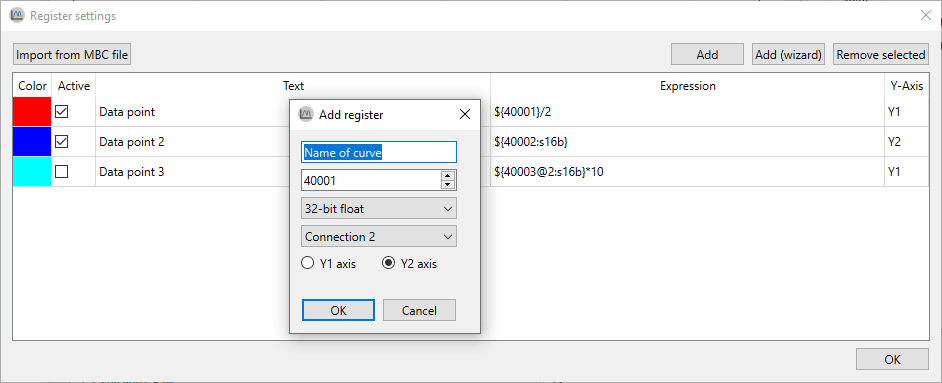 Register settings
Import from MBC file
Add
Add (wizard)
Remove selected
Color Active Text Expression Y-Axis
Data point ${40001}/2 Y1
Data point 2 ${40002:s16b} Y2
Data point 3 ${40003@2:s16b}*10 Y1
Add register
Name of curve
40001
32-bit float
Connection 2
Y1 axis Y2 axis
OK Cancel
OK